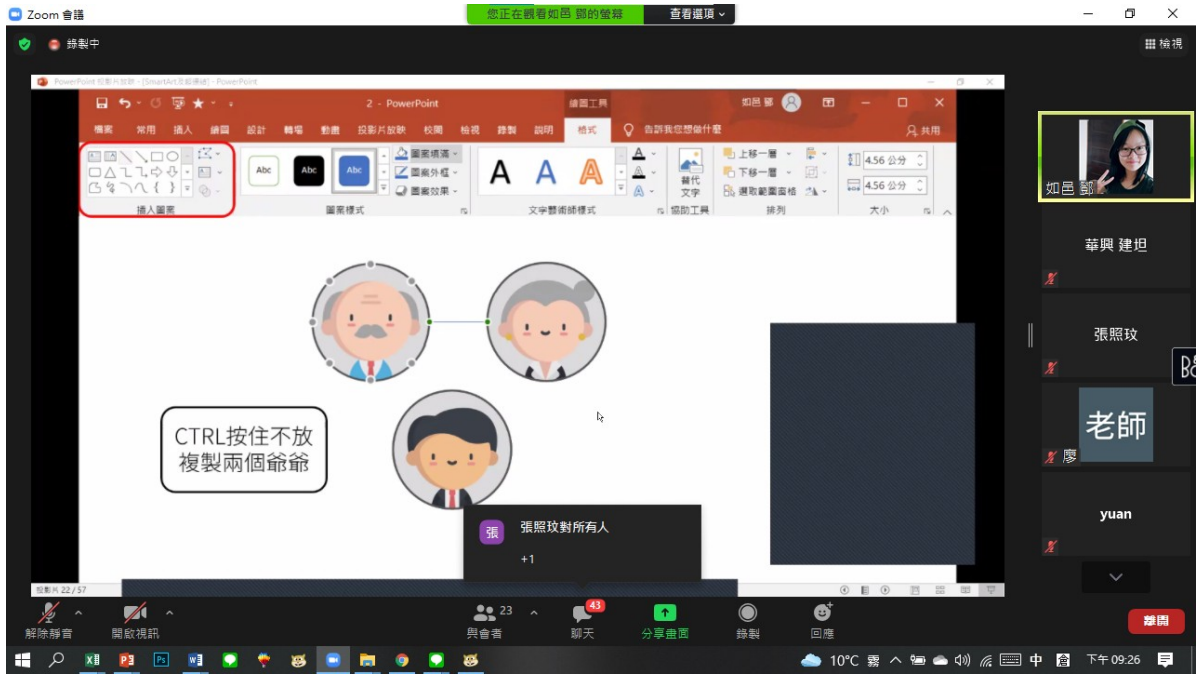 Zoom 會議
您正在觀看如邑 鄧的螢幕
查看選項
錄製中
檢視
PowerPoint 投影片放映 - [SmartArt及超連結] - PowerPoint
2 - PowerPoint
繪圖工具
如邑 鄧
檔案 常用 插入 繪圖 設計 轉場 動畫 投影片放映 校閱 檢視 錄製 說明 格式 告訴我您想做什麼 共用
Abc Abc Abc
圖案填滿
圖案外框
圖案效果
A A A
替代
文字
上移一層
下移一層
選取範圍窗格
4.56 公分
4.56 公分
插入圖案 圖案樣式 文字藝術師樣式 協助工具 排列 大小
CTRL按住不放
複製兩個爺爺
張
張照玟對所有人
+1
投影片 22 / 57
如邑 鄧
華興 建坦
張照玟
老師
廖
yuan
解除靜音
開啟視訊
23
與會者
43
聊天
分享畫面
錄製
回應
離開
10°C 霧
中
下午 09:26